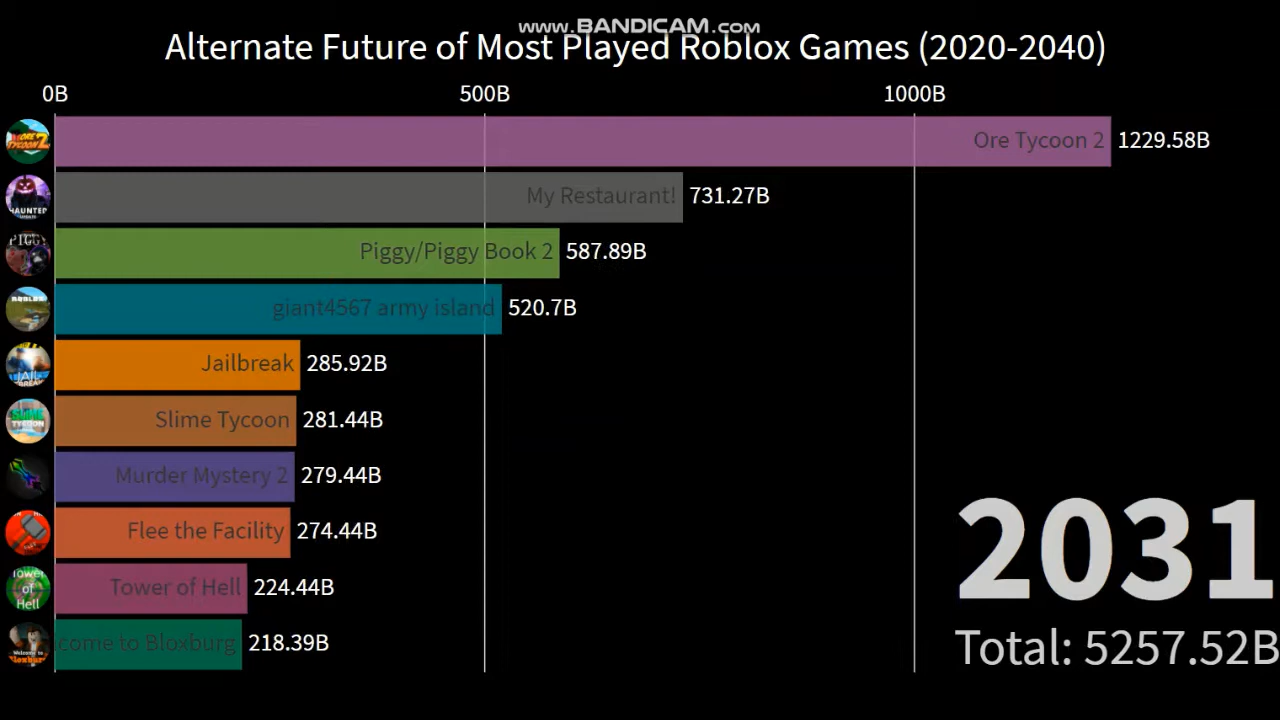 www.BANDICAM.com
Alternate Future of Most Played Roblox Games (2020-2040)
0B 500B 1000B
Ore Tycoon 2 1229.58B
My Restaurant! 731.27B
Piggy/Piggy Book 2 587.89B
giant4567 army island 520.7B
Jailbreak 285.92B
Slime Tycoon 281.44B
Murder Mystery 2 279.44B
Flee the Facility 274.44B
Tower of Hell 224.44B
come to Bloxburg 218.39B
2031
Total: 5257.52B